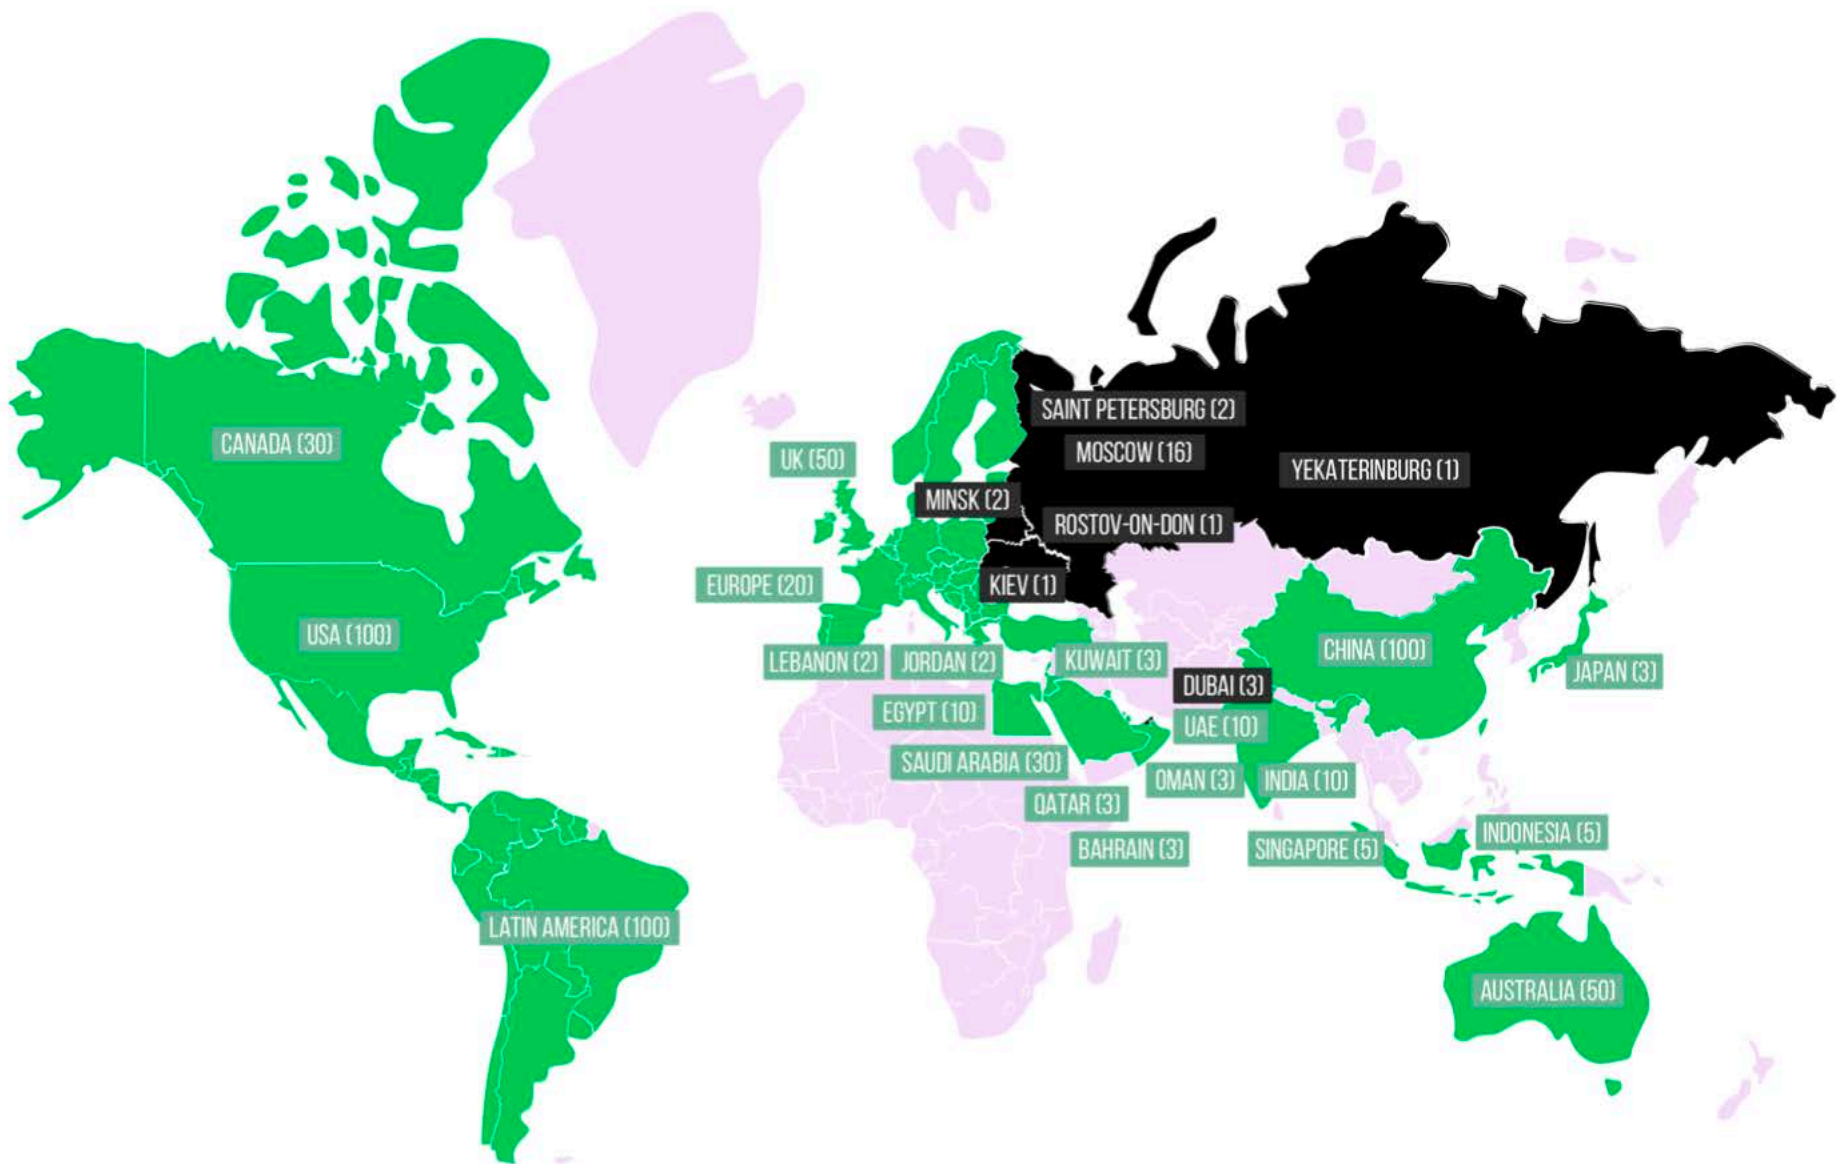 SAINT PETERSBURG (2)
CANADA (30)
MOSCOW (16)
UK (50)
YEKATERINBURG (1)
MINSK (2)
ROSTOV-ON-DON (1)
EUROPE (20)
KIEV (1)
USA (100)
CHINA (100)
LEBANON (2)
JORDAN (2)
KUWAIT (3)
JAPAN (3)
DUBAI (3)
EGYPT (10)
UAE (10)
SAUDI ARABIA (30)
OMAN (3)
INDIA (10)
QATAR (3)
INDONESIA (5)
BAHRAIN (3)
SINGAPORE (5)
LATIN AMERICA (100)
AUSTRALIA (50)